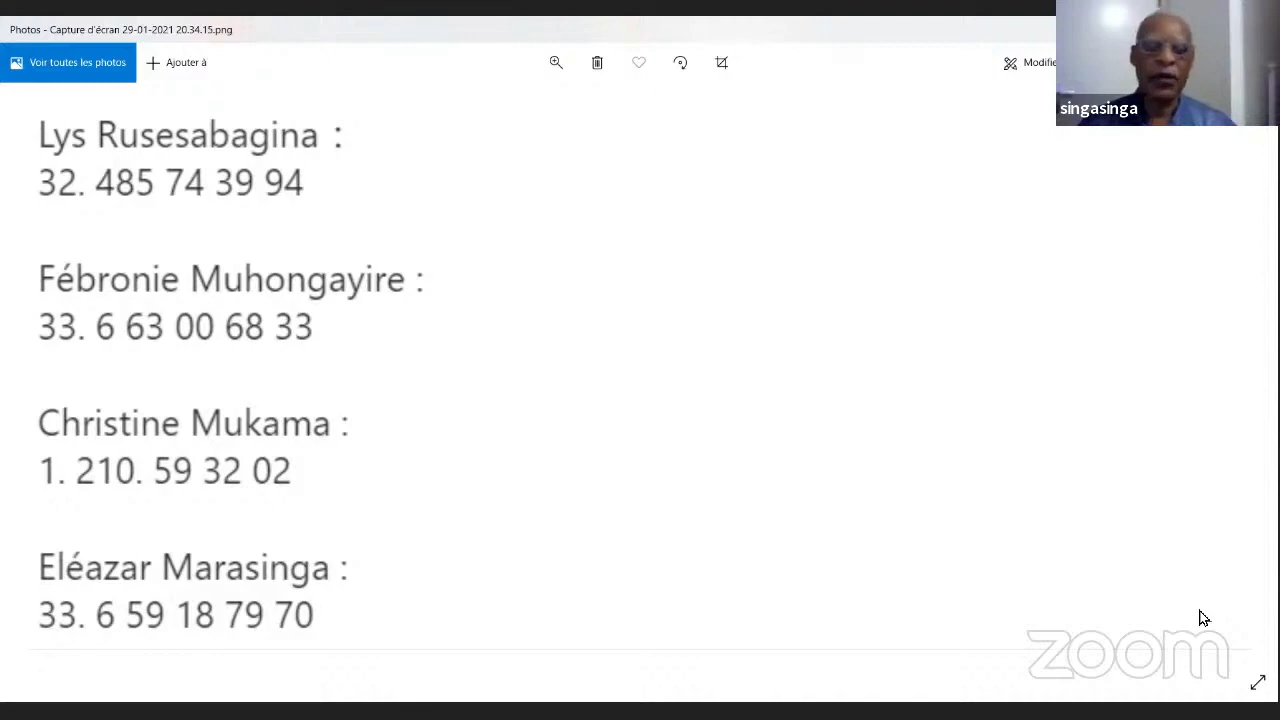 Photos - Capture d'écran 29-01-2021 20.34.15.png
Voir toutes les photos
Ajouter à
Modifie
singasinga
Lys Rusesabagina :
32. 485 74 39 94
Fébronie Muhongayire :
33. 6 63 00 68 33
Christine Mukama :
1. 210. 59 32 02
Eléazar Marasinga :
33. 6 59 18 79 70
zoom